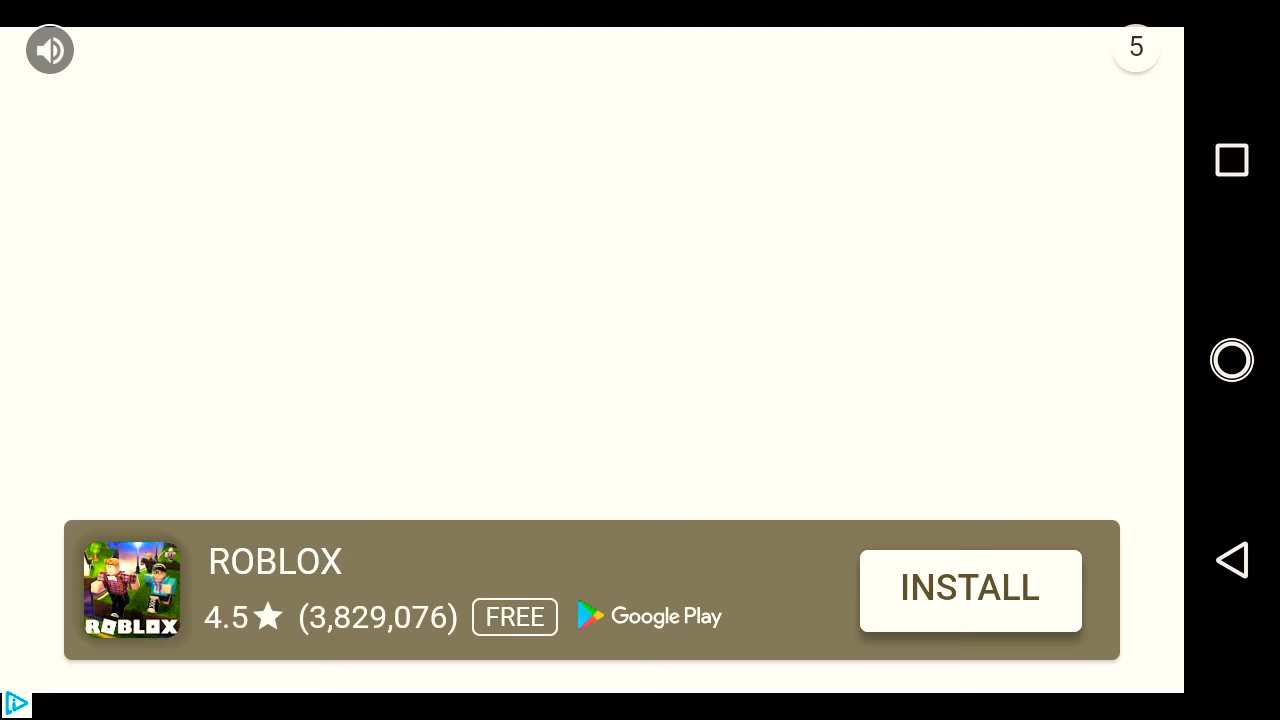 5
ROBLOX
ROBLOX
4.5★ (3,829,076) FREE Google Play
INSTALL